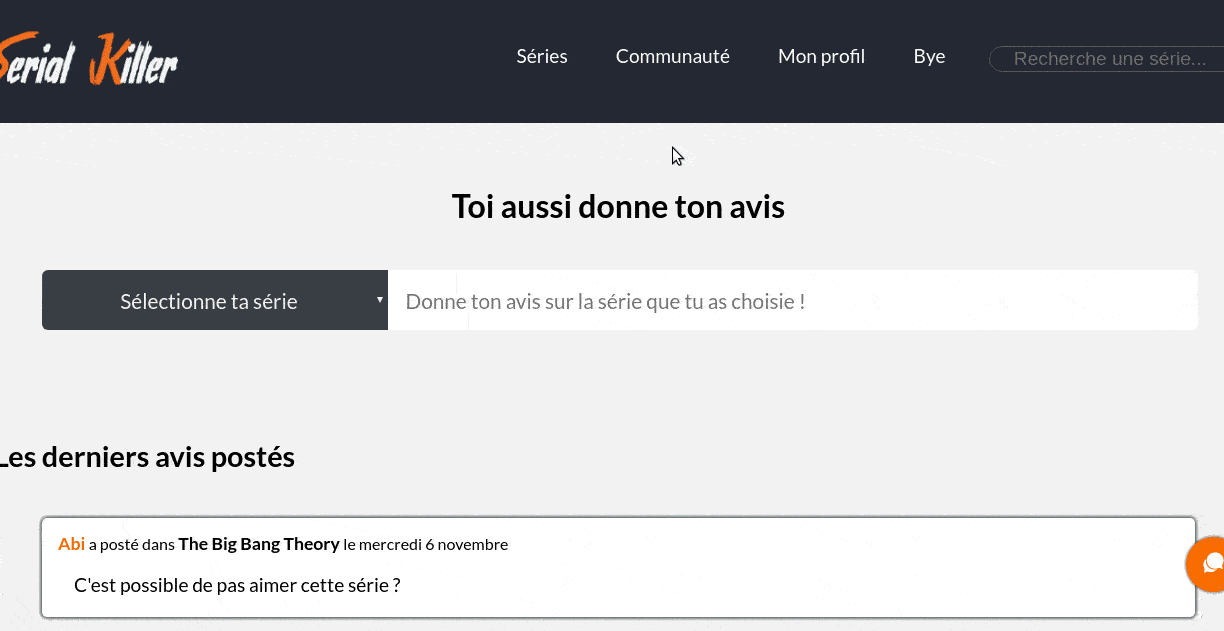 Serial Killer
Séries Communauté Mon profil Bye Recherche une série...
Toi aussi donne ton avis
Sélectionne ta série ▾ Donne ton avis sur la série que tu as choisie !
Les derniers avis postés
Abi a posté dans The Big Bang Theory le mercredi 6 novembre
C'est possible de pas aimer cette série ?